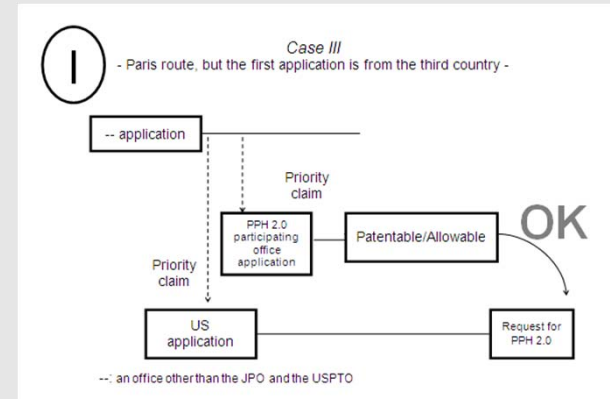 I
Case III
- Paris route, but the first application is from the third country -
-- application
Priority
claim
PPH 2.0
participating
office
application
Patentable/Allowable
OK
Priority
claim
US
application
Request for
PPH 2.0
--: an office other than the JPO and the USPTO